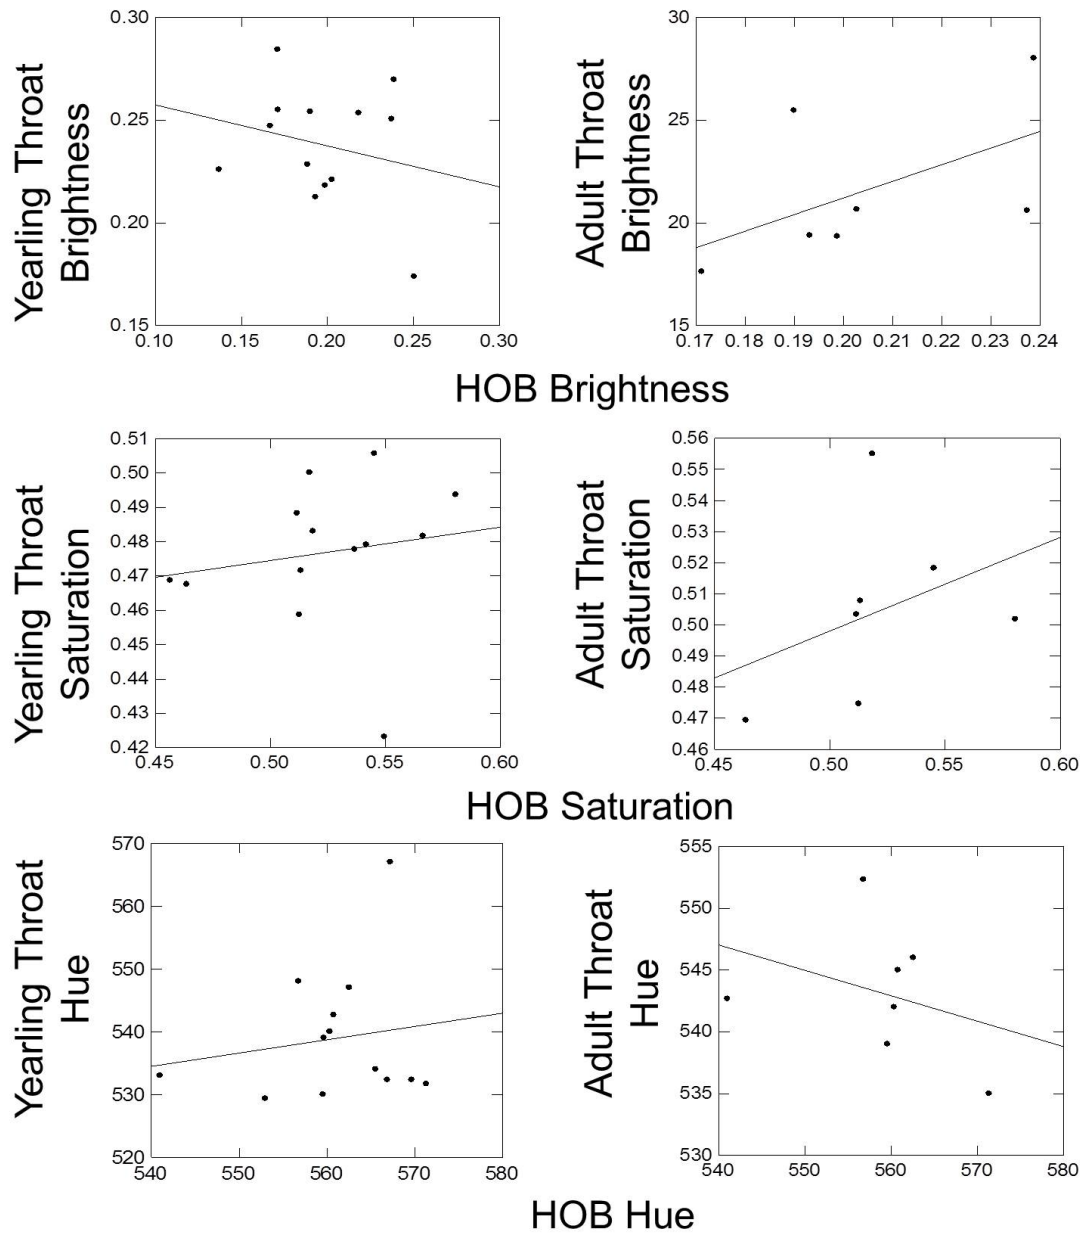 Yearling Throat
Brightness
0.30
0.25
0.20
0.15
0.10 0.15 0.20 0.25 0.30
Adult Throat
Brightness
30
25
20
15
0.17 0.18 0.19 0.20 0.21 0.22 0.23 0.24
HOB Brightness
Yearling Throat
Saturation
0.51
0.50
0.49
0.48
0.47
0.46
0.45
0.44
0.43
0.42
0.45 0.50 0.55 0.60
Adult Throat
Saturation
0.56
0.55
0.54
0.53
0.52
0.51
0.50
0.49
0.48
0.47
0.46
0.45 0.50 0.55 0.60
HOB Saturation
Yearling Throat
Hue
570
560
550
540
530
520
540 550 560 570 580
Adult Throat
Hue
555
550
545
540
535
530
540 550 560 570 580
HOB Hue